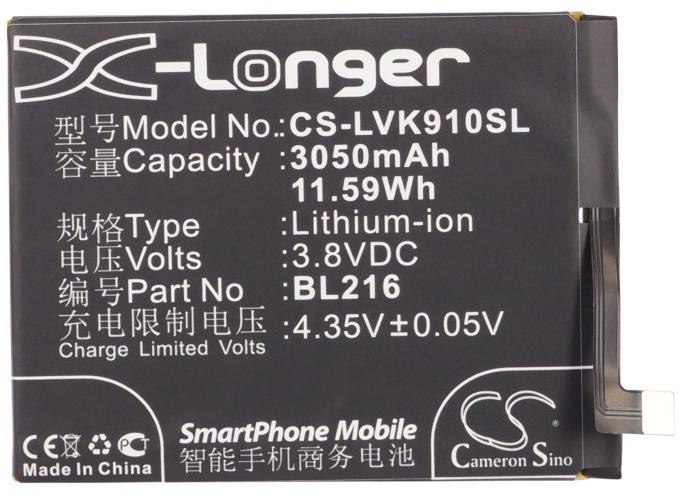 X-Longer
型号Model No.:CS-LVK910SL
容量Capacity :3050mAh
11.59Wh
规格Type :Lithium-ion
电压Volts :3.8VDC
编号Part No :BL216
充电限制电压 :4.35V±0.05V
Charge Limited Volts
CE PCT
Made In China
SmartPhone Mobile
智能手机商务电池
CS
Cameron Sino